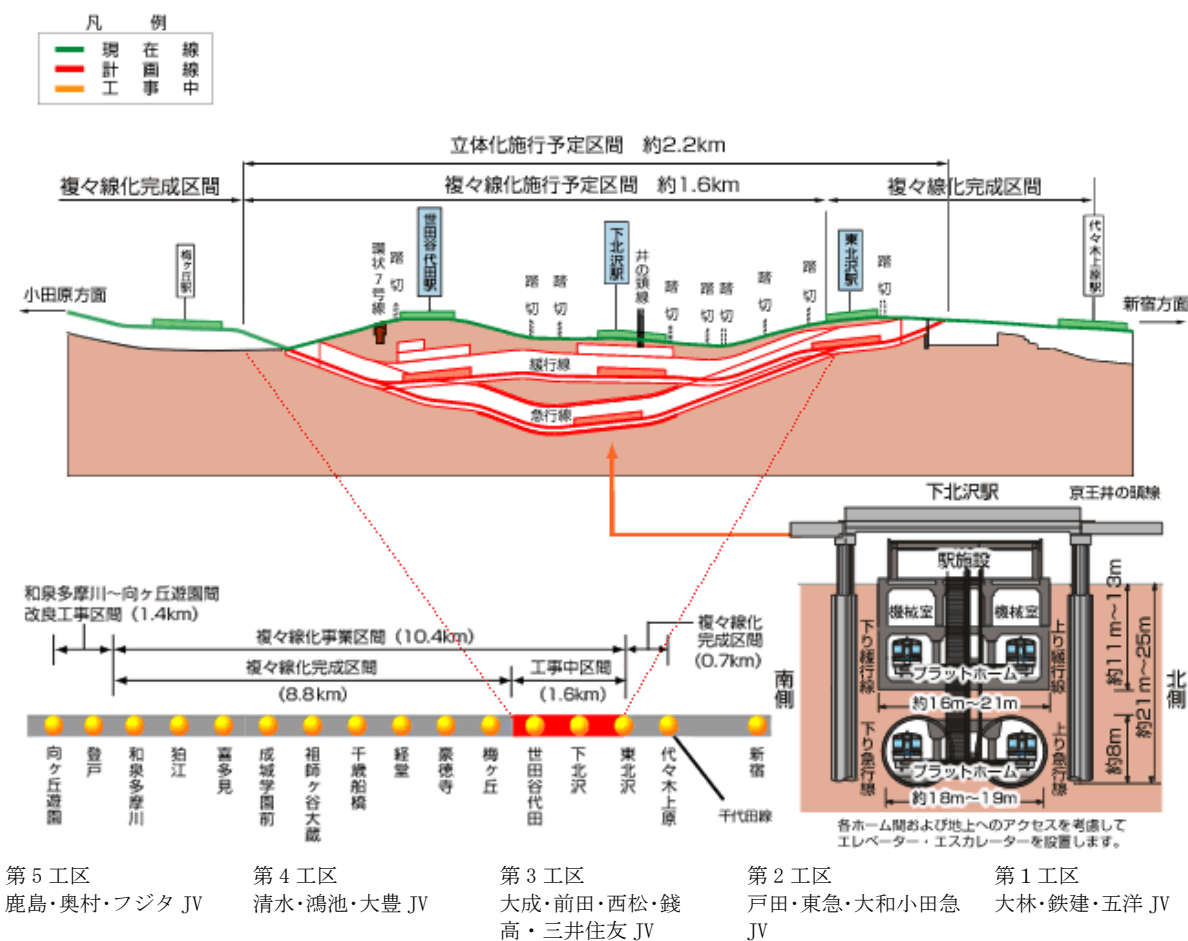 凡 例
現在線
計画線
工事中
立体化施行予定区間 約2.2km
複々線化完成区間
複々線化施行予定区間 約1.6km
複々線化完成区間
小田原方面
梅ヶ丘駅
環状7号線
踏切
世田谷代田駅
踏切
踏切
下北沢駅
井の頭線
踏切
踏切
踏切
踏切
踏切
東北沢駅
踏切
代々木上原駅
新宿方面
緩行線
急行線
下北沢駅
京王井の頭線
駅施設
機械室
機械室
下り緩行線
上り緩行線
プラットホーム
約16m～21m
約11m～13m
約21m～25m
南側
北側
下り急行線
上り急行線
プラットホーム
約8m
約18m～19m
各ホーム間および地上へのアクセスを考慮して
エレベーター・エスカレーターを設置します。
和泉多摩川～向ヶ丘遊園間
改良工事区間（1.4km）
複々線化事業区間（10.4km）
複々線化
完成区間
（0.7km）
複々線化完成区間
（8.8km）
工事中区間
（1.6km）
向ヶ丘遊園
登戸
和泉多摩川
狛江
喜多見
成城学園前
祖師ヶ谷大蔵
千歳船橋
経堂
豪徳寺
梅ヶ丘
世田谷代田
下北沢
東北沢
代々木上原
新宿
千代田線
第５工区
鹿島・奥村・フジタ JV
第４工区
清水・鴻池・大豊 JV
第３工区
大成・前田・西松・銭
高・三井住友 JV
第２工区
戸田・東急・大和小田急
JV
第１工区
大林・鉄建・五洋 JV